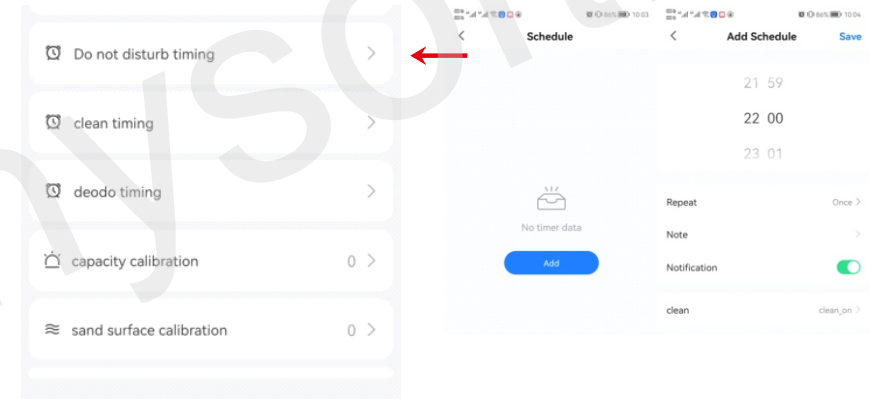 Do not disturb timing
clean timing
deodo timing
capacity calibration 0
sand surface calibration 0
86% 10:03
Schedule
No timer data
Add
86% 10:04
Add Schedule Save
21 59
22 00
23 01
Repeat Once
Note
Notification
clean clean_on